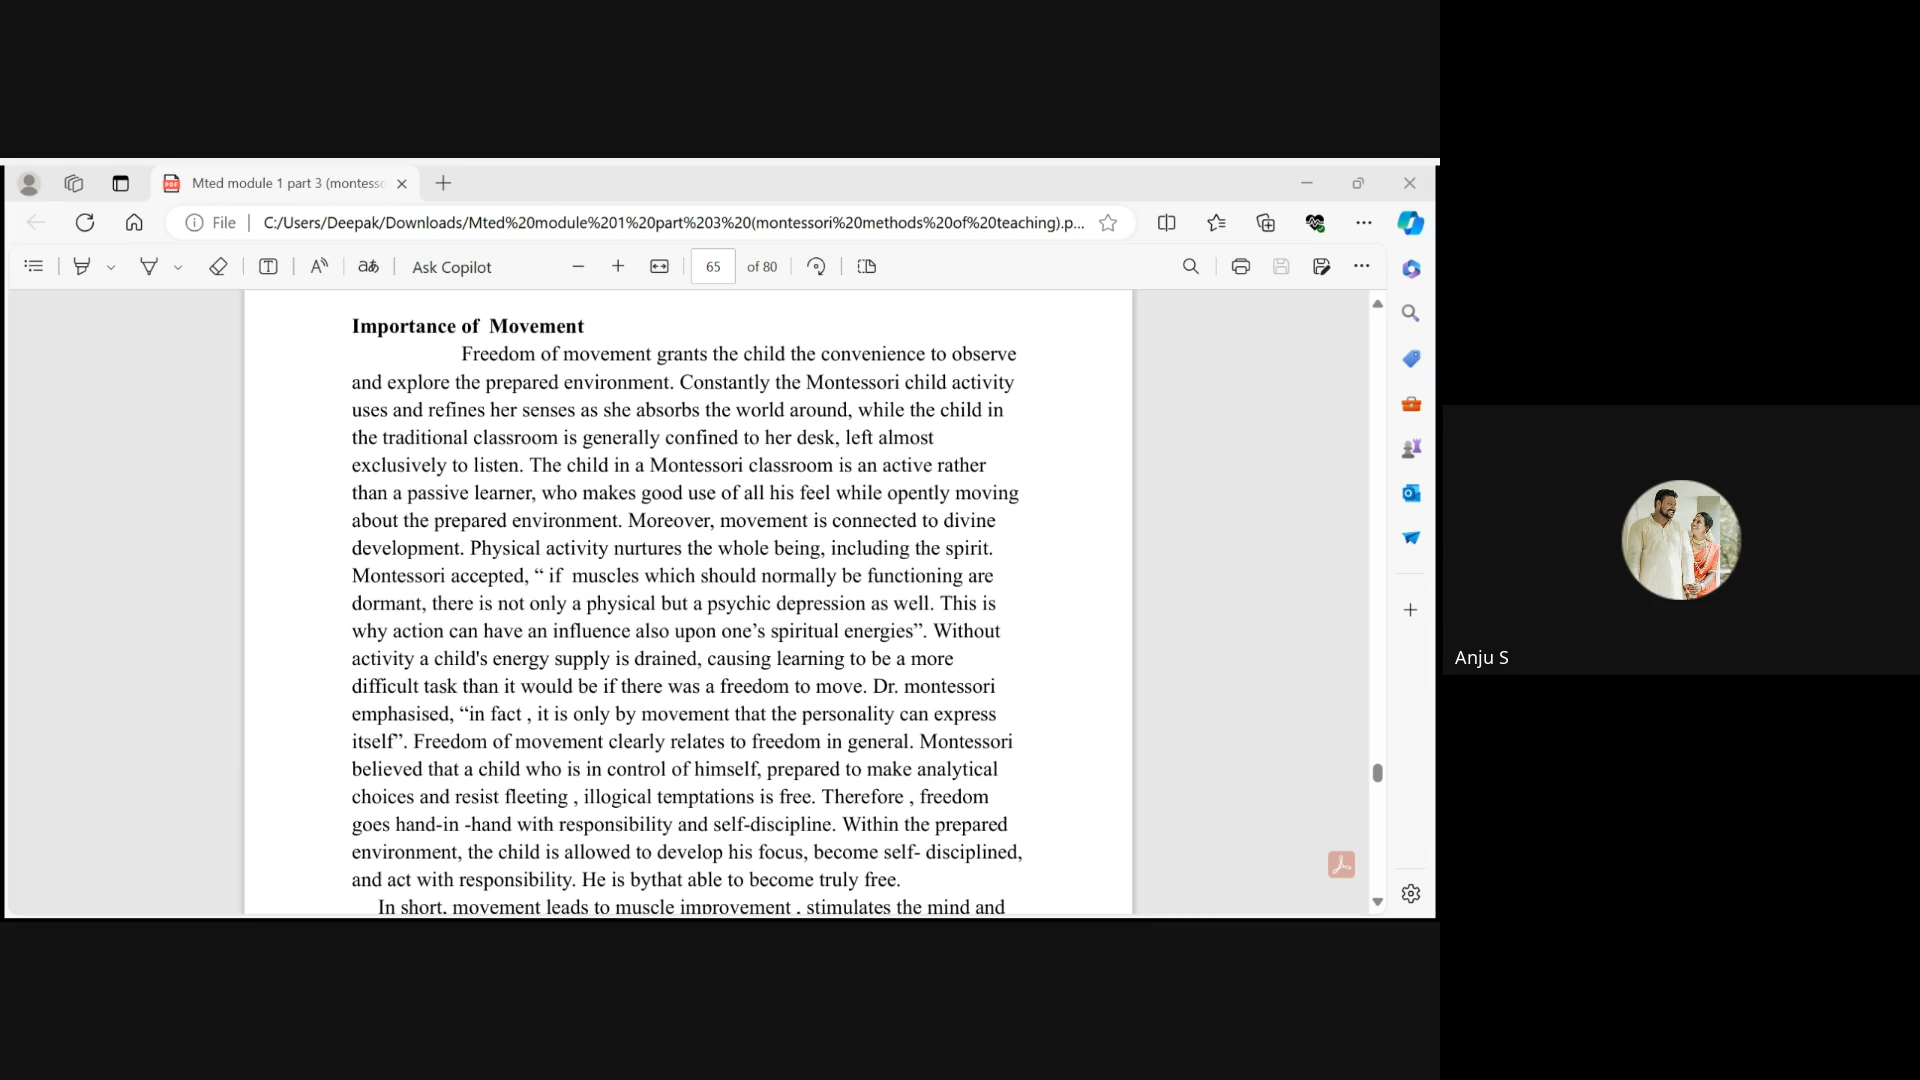 Mted module 1 part 3 (montess
File
C:/Users/Deepak/Downloads/Mted%20module%201%20part%203%20(montessori%20methods%20of%20teaching).p...
Ask Copilot
65
of 80
Importance of  Movement
Freedom of movement grants the child the convenience to observe
and explore the prepared environment. Constantly the Montessori child activity
uses and refines her senses as she absorbs the world around, while the child in
the traditional classroom is generally confined to her desk, left almost
exclusively to listen. The child in a Montessori classroom is an active rather
than a passive learner, who makes good use of all his feel while opently moving
about the prepared environment. Moreover, movement is connected to divine
development. Physical activity nurtures the whole being, including the spirit.
Montessori accepted, “ if  muscles which should normally be functioning are
dormant, there is not only a physical but a psychic depression as well. This is
why action can have an influence also upon one’s spiritual energies”. Without
activity a child's energy supply is drained, causing learning to be a more
difficult task than it would be if there was a freedom to move. Dr. montessori
emphasised, “in fact , it is only by movement that the personality can express
itself”. Freedom of movement clearly relates to freedom in general. Montessori
believed that a child who is in control of himself, prepared to make analytical
choices and resist fleeting , illogical temptations is free. Therefore , freedom
goes hand-in -hand with responsibility and self-discipline. Within the prepared
environment, the child is allowed to develop his focus, become self- disciplined,
and act with responsibility. He is bythat able to become truly free.
In short, movement leads to muscle improvement , stimulates the mind and
Anju S